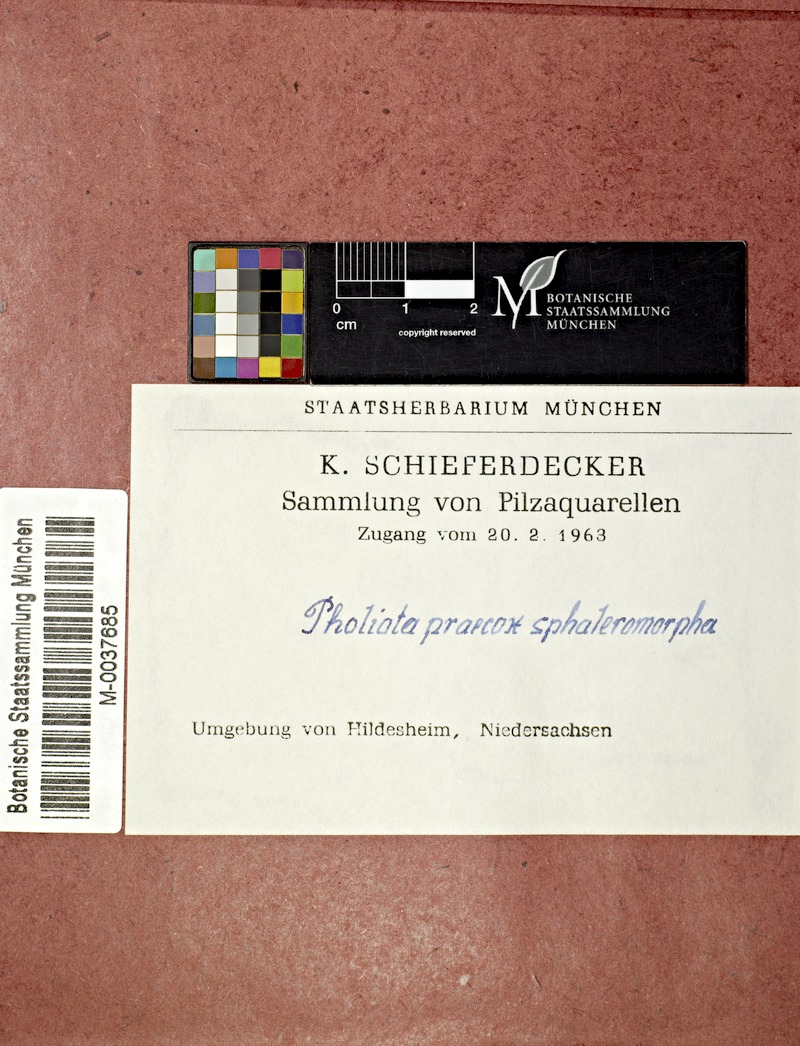 0 1 2
cm
copyright reserved
BOTANISCHE
STAATSSAMMLUNG
MÜNCHEN
STAATSHERBARIUM MÜNCHEN
K. SCHIEFERDECKER
Sammlung von Pilzaquarellen
Zugang vom 20. 2. 1963
Pholiota praecox sphaleromorpha
Umgebung von Hildesheim, Niedersachsen
Botanische Staatssammlung München
M-0037685